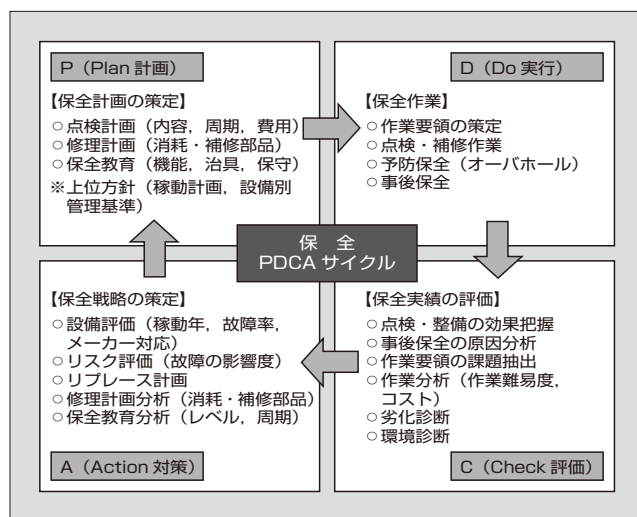 P（Plan 計画）
【保全計画の策定】
○点検計画（内容，周期，費用）
○修理計画（消耗・補修部品）
○保全教育（機能，治具，保守）
※上位方針（稼動計画，設備別
管理基準）
D（Do 実行）
【保全作業】
○作業要領の策定
○点検・補修作業
○予防保全（オーバホール）
○事後保全
保　全
PDCA サイクル
【保全戦略の策定】
○設備評価（稼動年，故障率，
メーカー対応）
○リスク評価（故障の影響度）
○リプレース計画
○修理計画分析（消耗・補修部品）
○保全教育分析（レベル，周期）
A（Action 対策）
【保全実績の評価】
○点検・整備の効果把握
○事後保全の原因分析
○作業要領の課題抽出
○作業分析（作業難易度，
コスト）
○劣化診断
○環境診断
C（Check 評価）